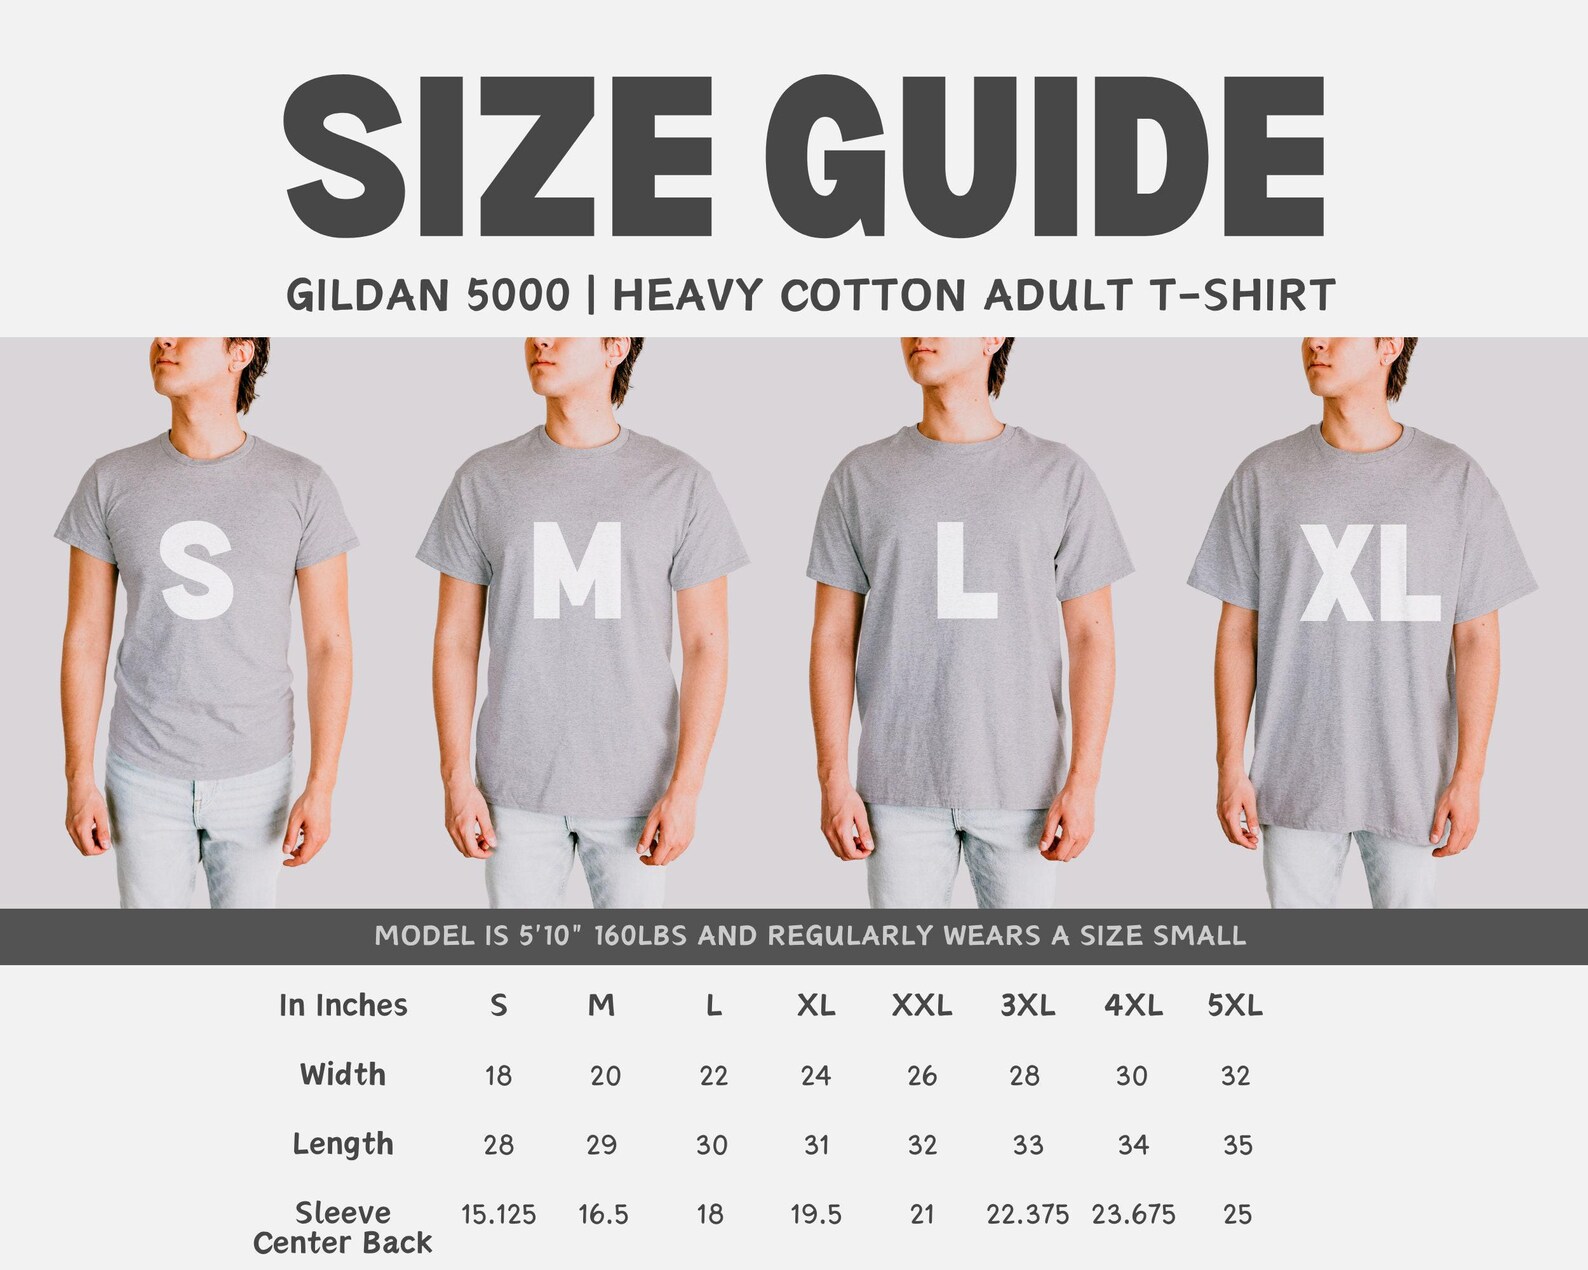 SIZE GUIDE
GILDAN 5000 | HEAVY COTTON ADULT T-SHIRT
S M L XL
MODEL IS 5'10" 160LBS AND REGULARLY WEARS A SIZE SMALL
In Inches S M L XL XXL 3XL 4XL 5XL
Width 18 20 22 24 26 28 30 32
Length 28 29 30 31 32 33 34 35
Sleeve 15.125 16.5 18 19.5 21 22.375 23.675 25
Center Back